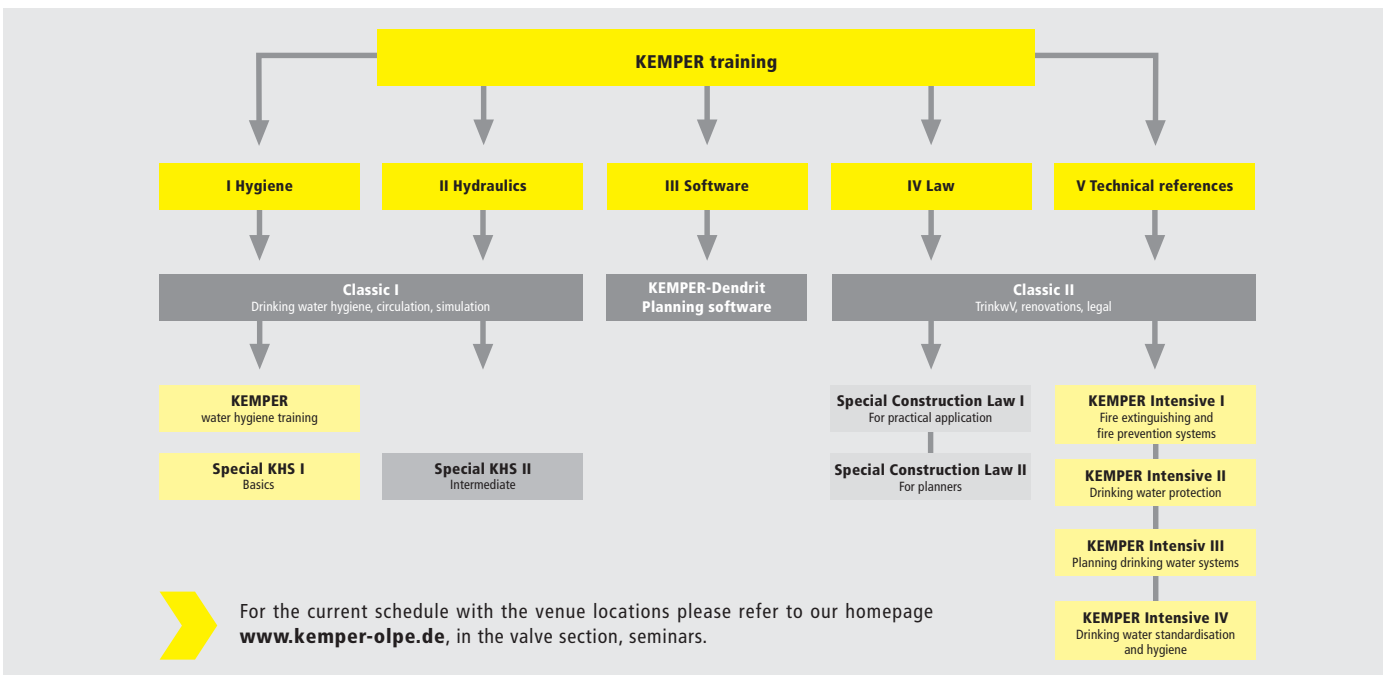 KEMPER training
I Hygiene
II Hydraulics
III Software
IV Law
V Technical references
Classic I
Drinking water hygiene, circulation, simulation
KEMPER-Dendrit
Planning software
Classic II
TrinkwV, renovations, legal
KEMPER
water hygiene training
Special Construction Law I
For practical application
KEMPER Intensive I
Fire extinguishing and
fire prevention systems
Special KHS I
Basics
Special KHS II
Intermediate
Special Construction Law II
For planners
KEMPER Intensive II
Drinking water protection
KEMPER Intensiv III
Planning drinking water systems
KEMPER Intensive IV
Drinking water standardisation
and hygiene
For the current schedule with the venue locations please refer to our homepage
www.kemper-olpe.de, in the valve section, seminars.